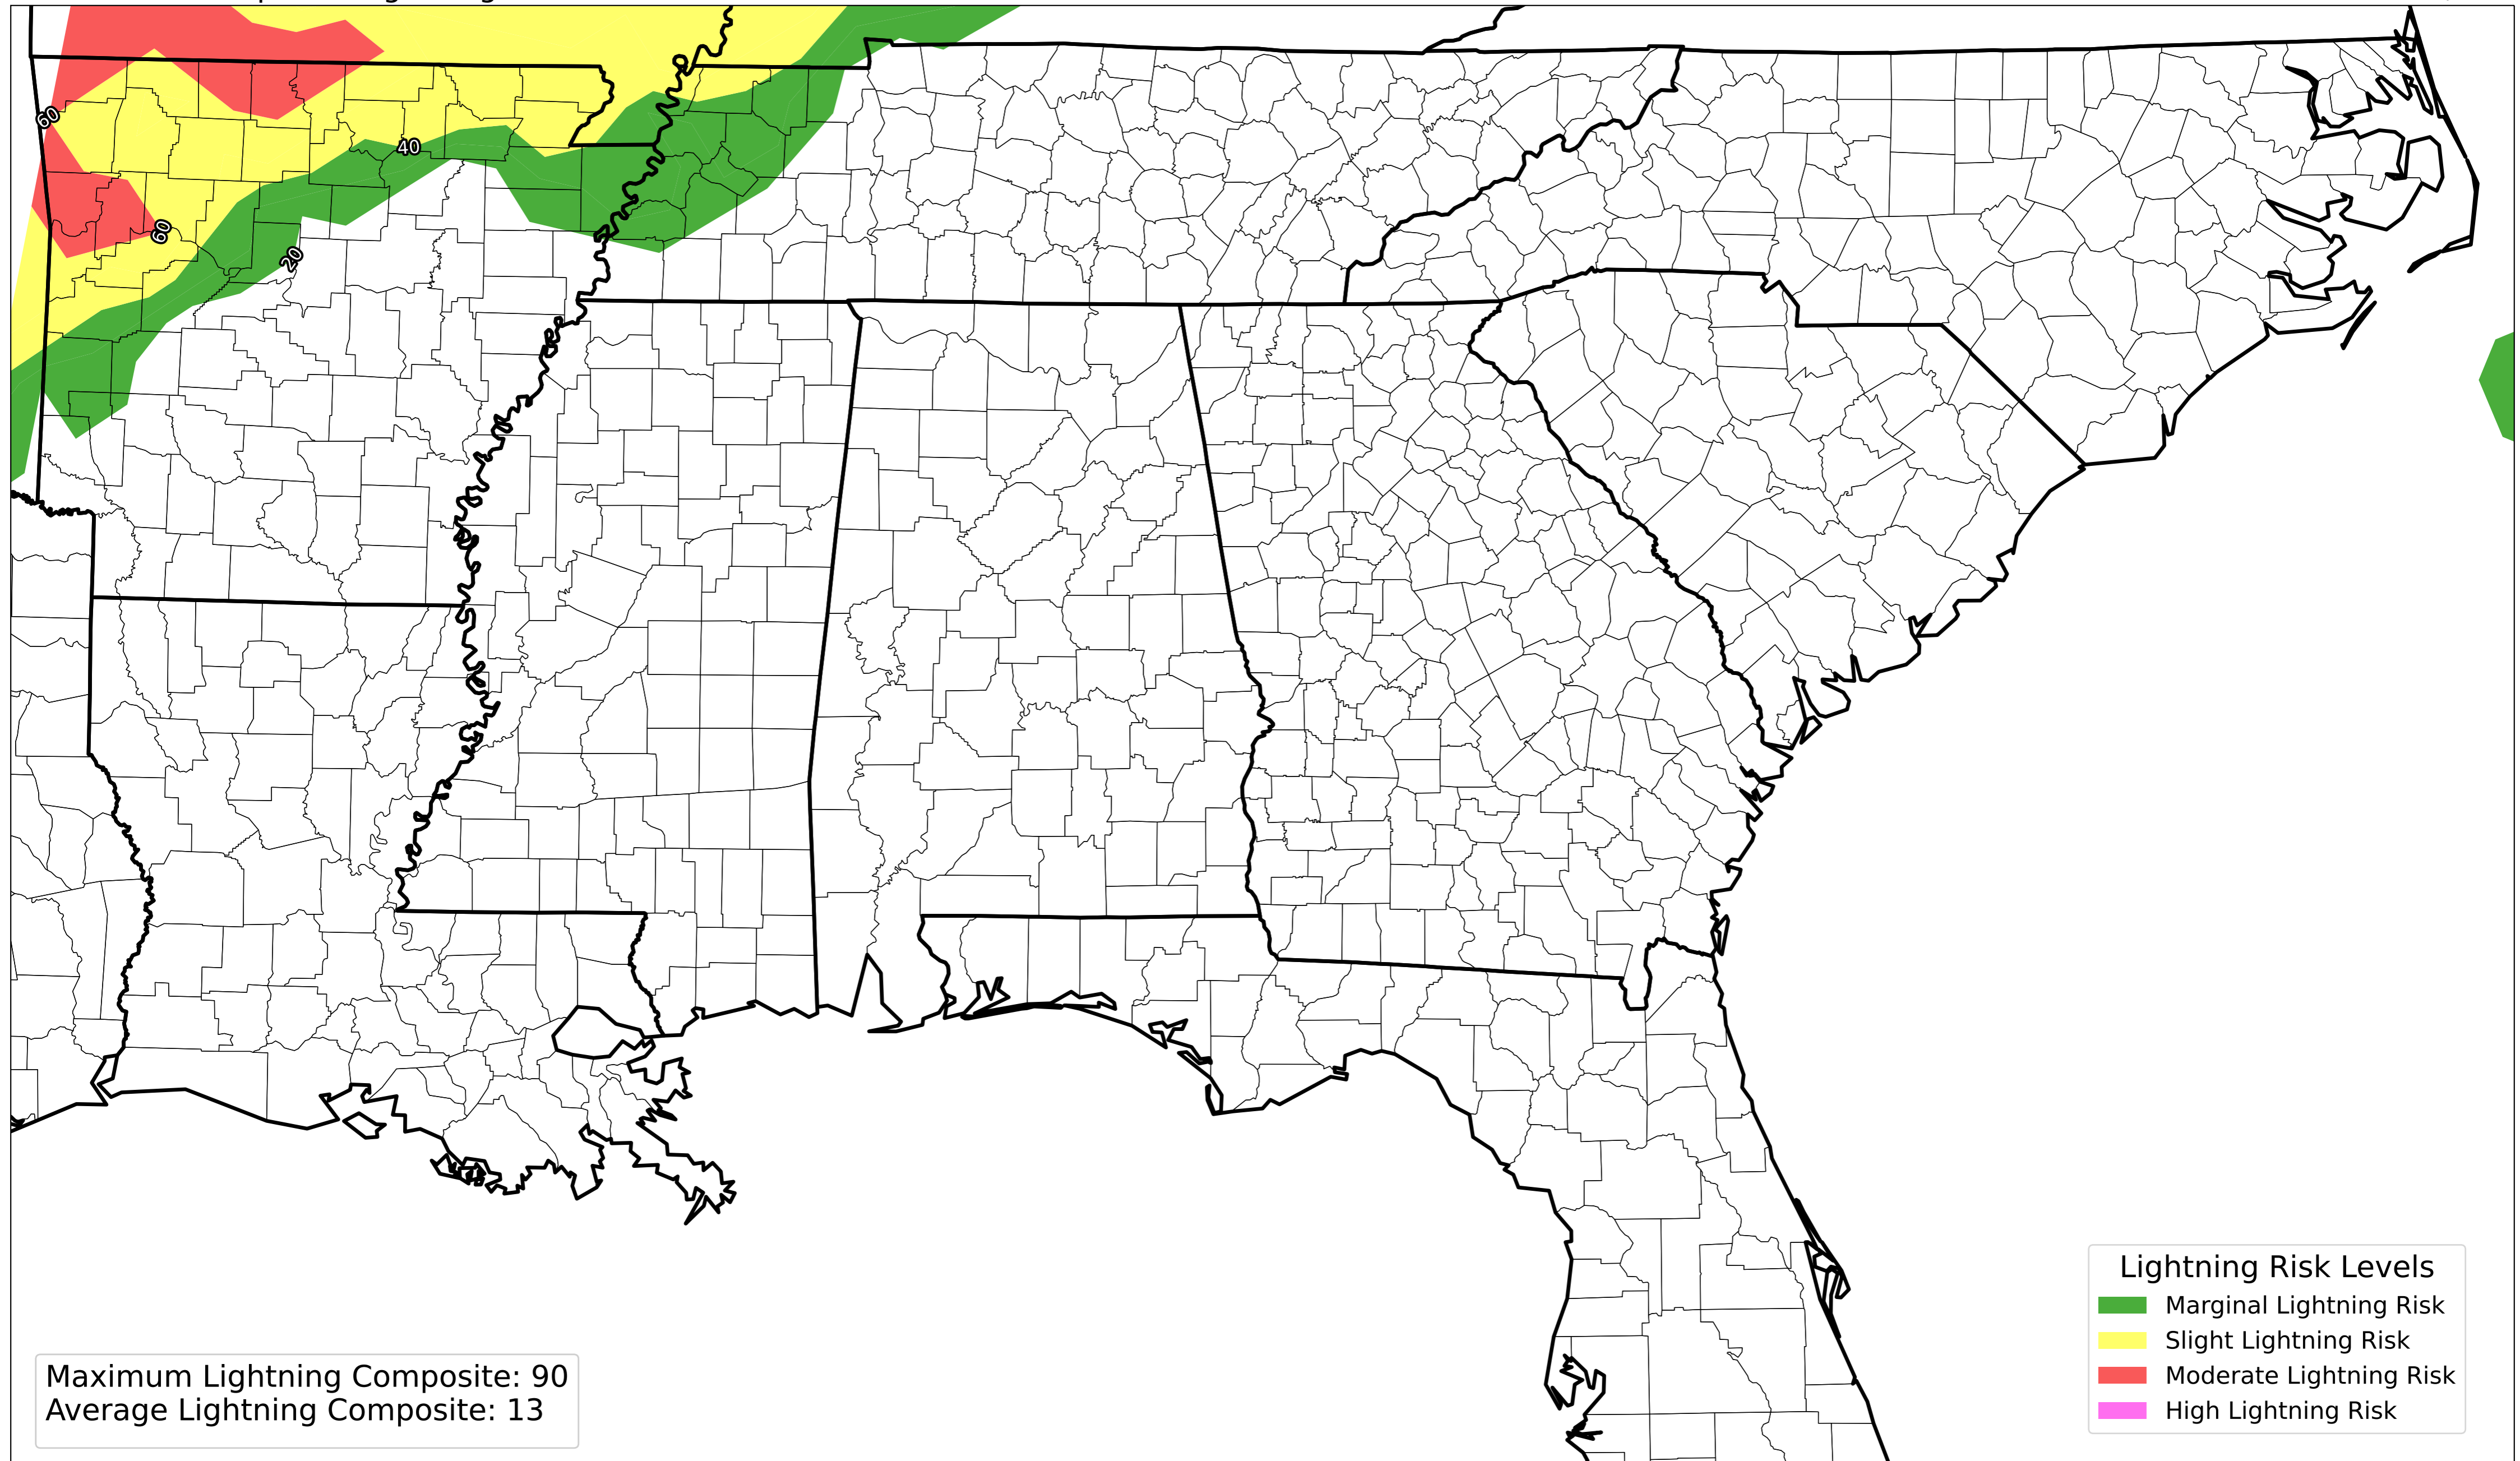 60
40
60
20
Lightning Risk Levels
Marginal Lightning Risk
Slight Lightning Risk
Moderate Lightning Risk
High Lightning Risk
Maximum Lightning Composite: 90
Average Lightning Composite: 13